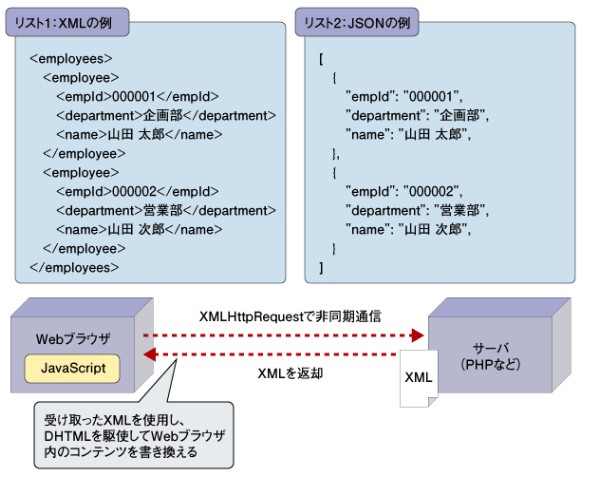 リスト1：XMLの例
<employees>
<employee>
<empId>000001</empId>
<department>企画部</department>
<name>山田 太郎</name>
</employee>
<employee>
<empId>000002</empId>
<department>営業部</department>
<name>山田 次郎</name>
</employee>
</employees>
リスト2：JSONの例
[
{
"empId": "000001",
"department": "企画部",
"name": "山田 太郎",
},
{
"empId": "000002",
"department": "営業部",
"name": "山田 次郎",
}
]
XMLHttpRequestで非同期通信
Webブラウザ
JavaScript
サーバ
（PHPなど）
XML
XMLを返却
受け取ったXMLを使用し、
DHTMLを駆使してWebブラウザ
内のコンテンツを書き換える